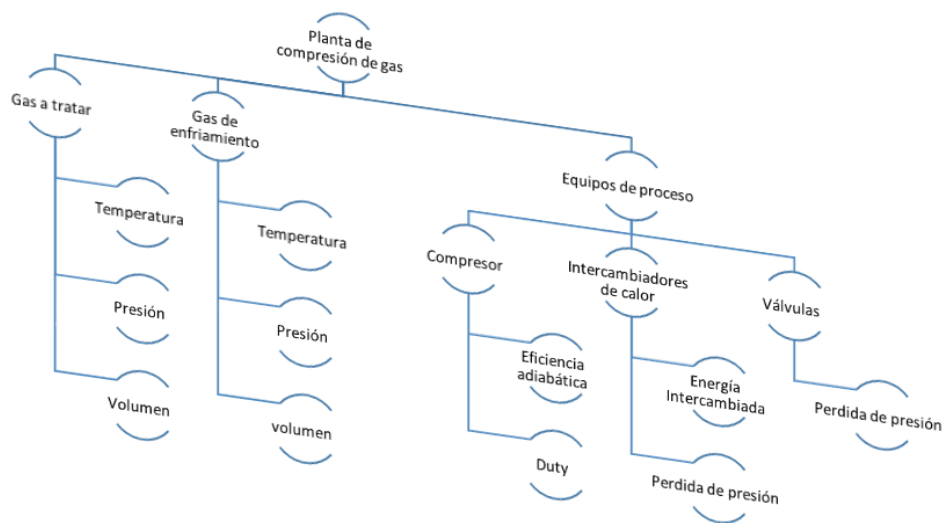 Planta de
compresión de gas
Gas a tratar
Temperatura
Presión
Volumen
Gas de
enfriamiento
Temperatura
Presión
volumen
Equipos de proceso
Compresor
Eficiencia
adiabática
Duty
Intercambiadores
de calor
Energía
Intercambiada
Perdida de presión
Válvulas
Perdida de presión